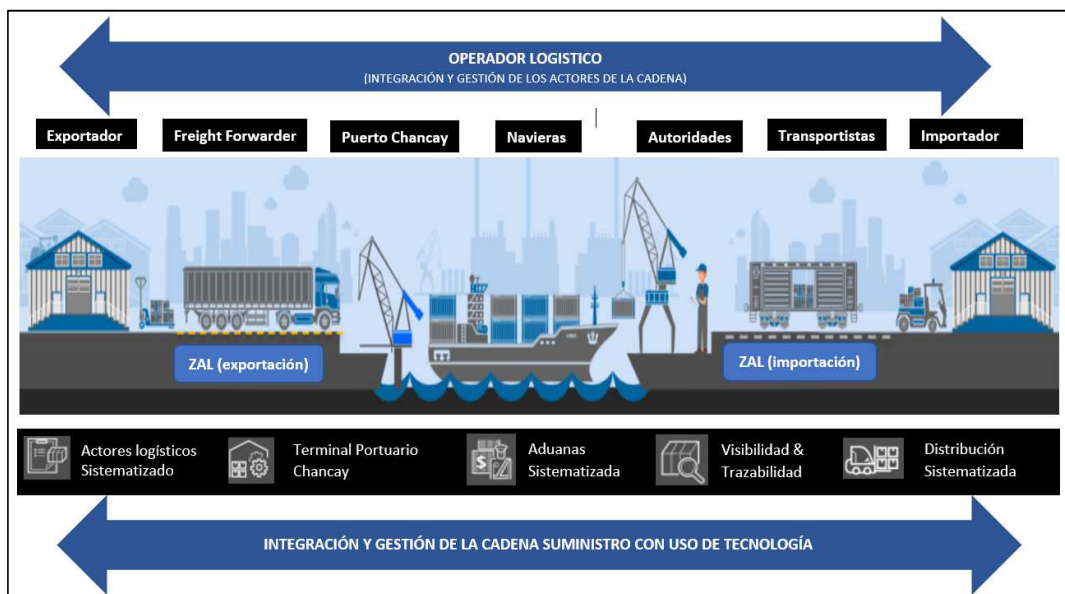 OPERADOR LOGISTICO
(INTEGRACIÓN Y GESTIÓN DE LOS ACTORES DE LA CADENA)
Exportador
Freight Forwarder
Puerto Chancay
Navieras
Autoridades
Transportistas
Importador
ZAL (exportación)
ZAL (importación)
Actores logísticos
Sistematizado
Terminal Portuario
Chancay
Aduanas
Sistematizada
Visibilidad &
Trazabilidad
Distribución
Sistematizada
INTEGRACIÓN Y GESTIÓN DE LA CADENA SUMINISTRO CON USO DE TECNOLOGÍA